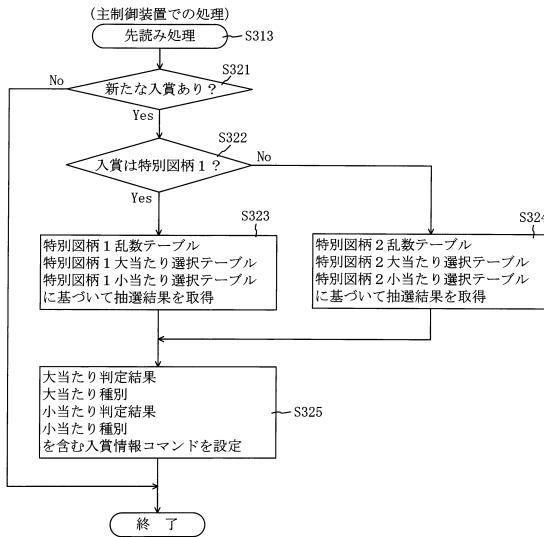 (主制御装置での処理)
先読み処理
S313
S321
No
新たな入賞あり？
Yes
S322
入賞は特別図柄１？
No
Yes
S323
特別図柄１乱数テーブル
特別図柄１大当たり選択テーブル
特別図柄１小当たり選択テーブル
に基づいて抽選結果を取得
S324
特別図柄２乱数テーブル
特別図柄２大当たり選択テーブル
特別図柄２小当たり選択テーブル
に基づいて抽選結果を取得
大当たり判定結果
大当たり種別
小当たり判定結果
小当たり種別
を含む入賞情報コマンドを設定
S325
終　了